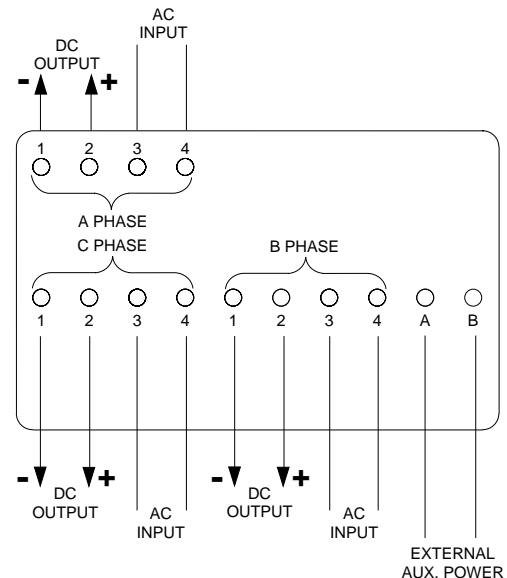 AC
INPUT
DC
OUTPUT
- +
1 2 3 4
A PHASE
C PHASE B PHASE
1 2 3 4 1 2 3 4 A B
- + - +
DC
OUTPUT
AC
INPUT
DC
OUTPUT
AC
INPUT
EXTERNAL
AUX. POWER